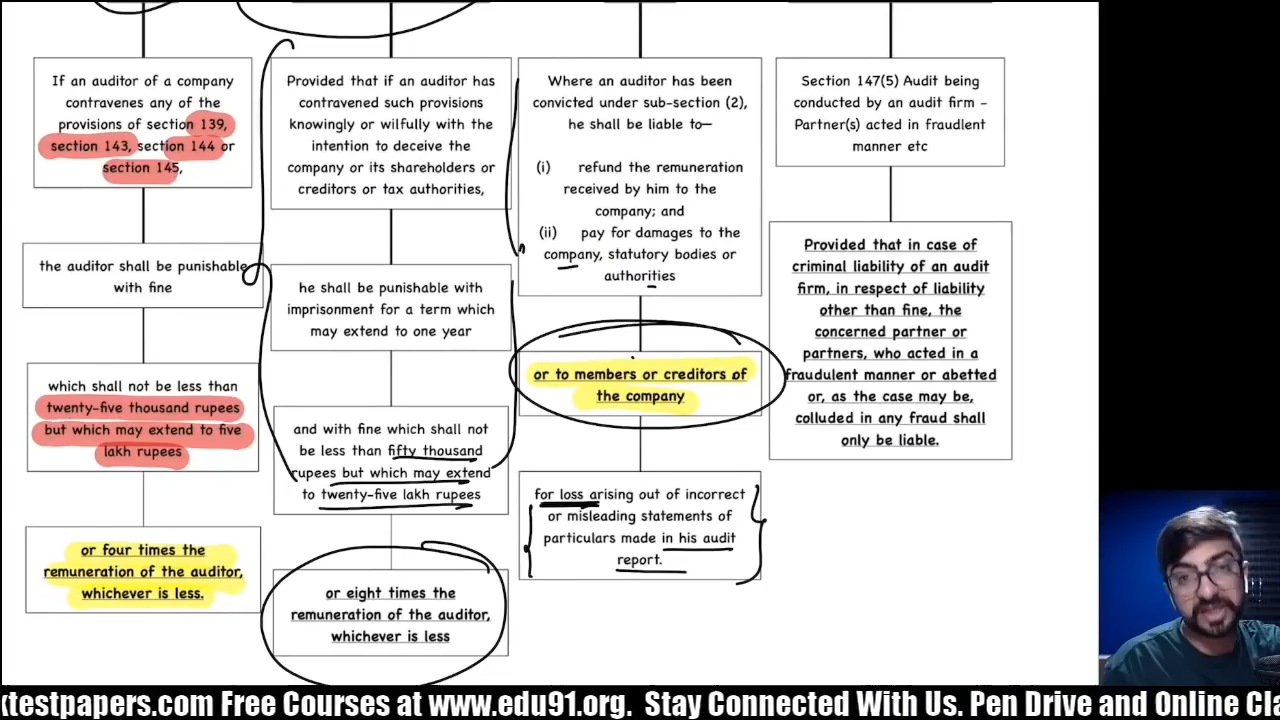 If an auditor of a company
contravenes any of the
provisions of section 139,
section 143, section 144 or
section 145,
the auditor shall be punishable
with fine
which shall not be less than
twenty-five thousand rupees
but which may extend to five
lakh rupees
or four times the
remuneration of the auditor,
whichever is less.
Provided that if an auditor has
contravened such provisions
knowingly or wilfully with the
intention to deceive the
company or its shareholders or
creditors or tax authorities,
he shall be punishable with
imprisonment for a term which
may extend to one year
and with fine which shall not
be less than fifty thousand
rupees but which may extend
to twenty-five lakh rupees
or eight times the
remuneration of the auditor,
whichever is less
Where an auditor has been
convicted under sub-section (2),
he shall be liable to—
(i) refund the remuneration
received by him to the
company; and
(ii) pay for damages to the
company, statutory bodies or
authorities
or to members or creditors of
the company
for loss arising out of incorrect
or misleading statements of
particulars made in his audit
report.
Section 147(5) Audit being
conducted by an audit firm -
Partner(s) acted in fraudlent
manner etc
Provided that in case of
criminal liability of an audit
firm, in respect of liability
other than fine, the
concerned partner or
partners, who acted in a
fraudulent manner or abetted
or, as the case may be,
colluded in any fraud shall
only be liable.
ktestpapers.com Free Courses at www.edu91.org. Stay Connected With Us. Pen Drive and Online Cla